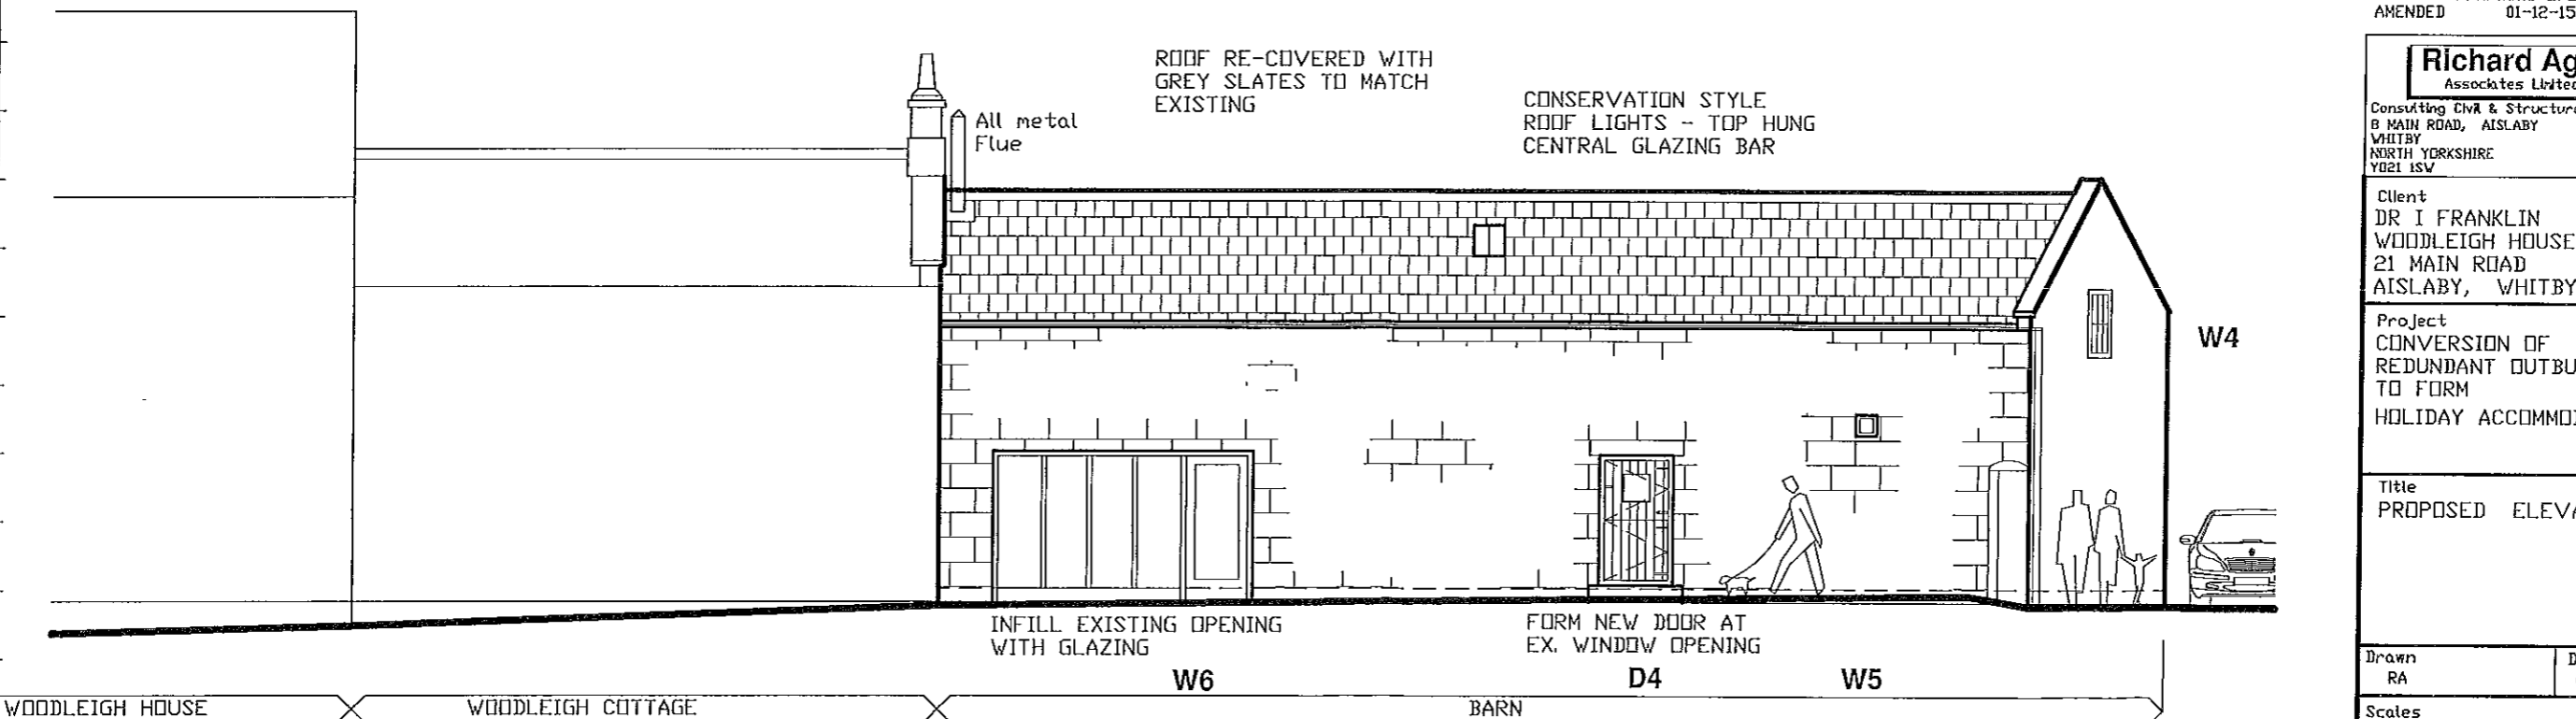 ROOF RE-COVERED WITH
GREY SLATES TO MATCH
EXISTING
All metal
Flue
CONSERVATION STYLE
ROOF LIGHTS - TOP HUNG
CENTRAL GLAZING BAR
W4
INFILL EXISTING OPENING
WITH GLAZING
FORM NEW DOOR AT
EX. WINDOW OPENING
W6
D4
W5
WOODLEIGH HOUSE
WOODLEIGH COTTAGE
BARN
AMENDED 01-12-15
Richard Ag
Associates Limited
Consulting Civil & Structur
8 MAIN ROAD, AISLABY
WHITBY
NORTH YORKSHIRE
YO21 1SW
Client
DR I FRANKLIN
WOODLEIGH HOUSE
21 MAIN ROAD
AISLABY, WHITBY
Project
CONVERSION OF
REDUNDANT OUTBU
TO FORM
HOLIDAY ACCOMMO
Title
PROPOSED ELEVA
Drawn
RA
Scales